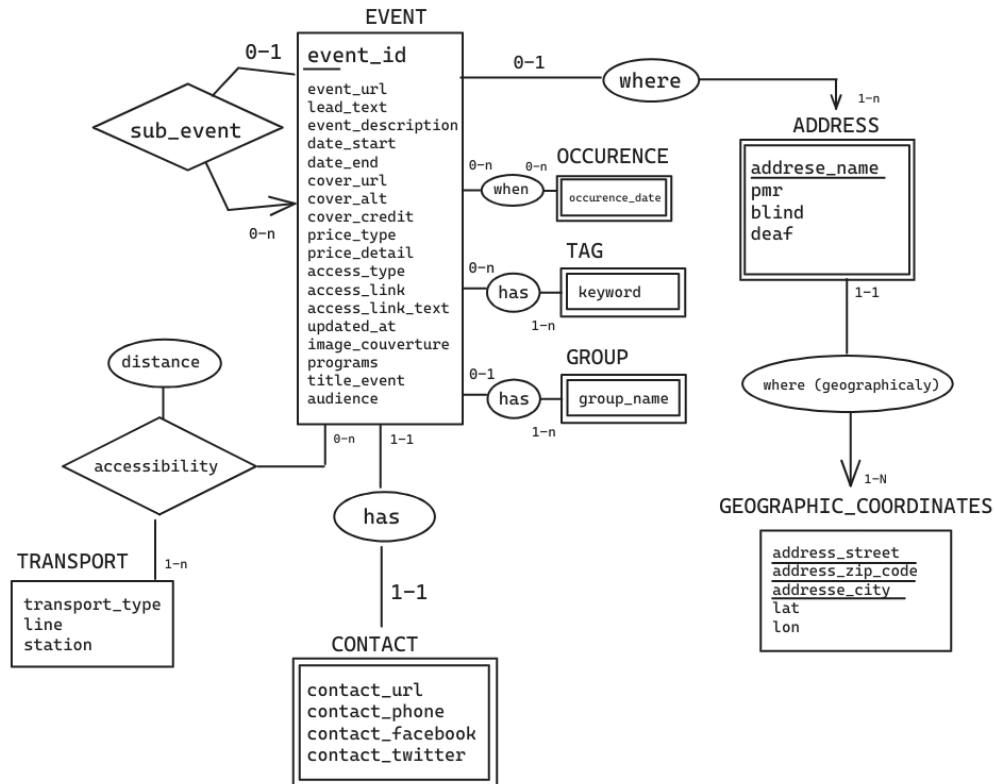 EVENT
event_id
event_url
lead_text
event_description
date_start
date_end
cover_url
cover_alt
cover_credit
price_type
price_detail
access_type
access_link
access_link_text
updated_at
image_couverture
programs
title_event
audience
0-1
sub_event
0-n
0-1
where
1-n
ADDRESS
addrese_name
pmr
blind
deaf
0-n
when
0-n
OCCURENCE
occurence_date
0-n
has
1-n
TAG
keyword
0-1
has
1-n
GROUP
group_name
1-1
where (geographicaly)
1-N
GEOGRAPHIC_COORDINATES
address_street
address_zip_code
addresse_city
lat
lon
distance
accessibility
0-n
1-n
TRANSPORT
transport_type
line
station
1-1
has
1-1
CONTACT
contact_url
contact_phone
contact_facebook
contact_twitter